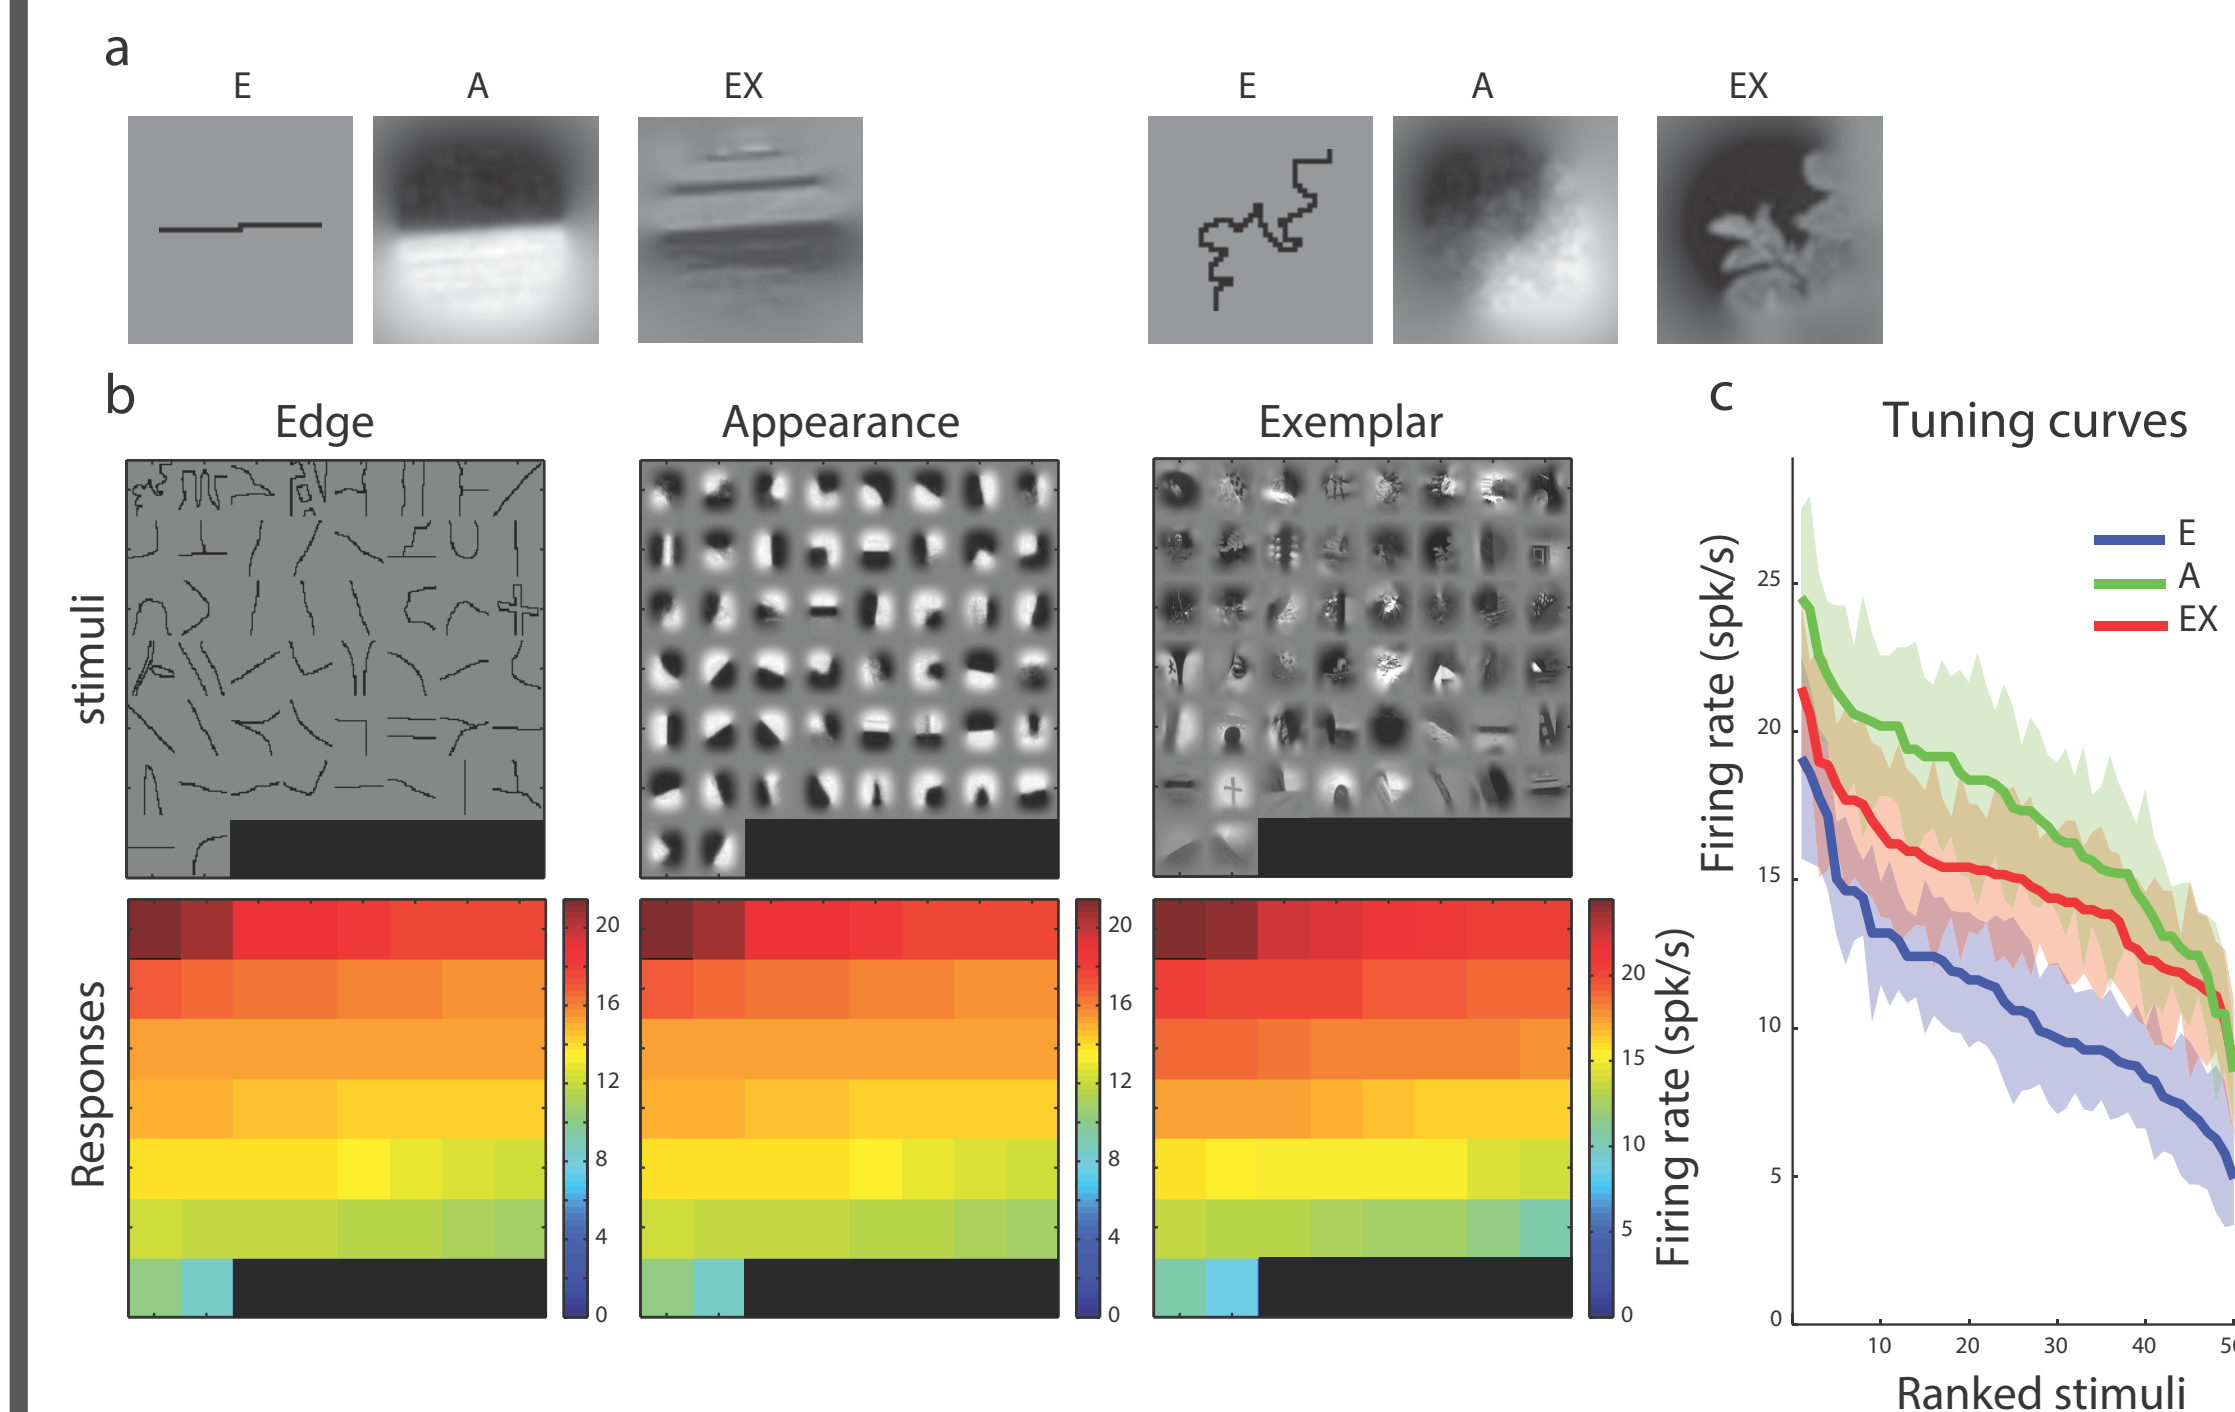 a
E A EX E A EX
b
Edge Appearance Exemplar
c
Tuning curves
stimuli
Responses
20
16
12
8
4
0
20
16
12
8
4
0
20
15
10
5
0
Firing rate (spk/s)
Firing rate (spk/s)
25
20
15
10
5
0
E
A
EX
10 20 30 40
Ranked stimuli